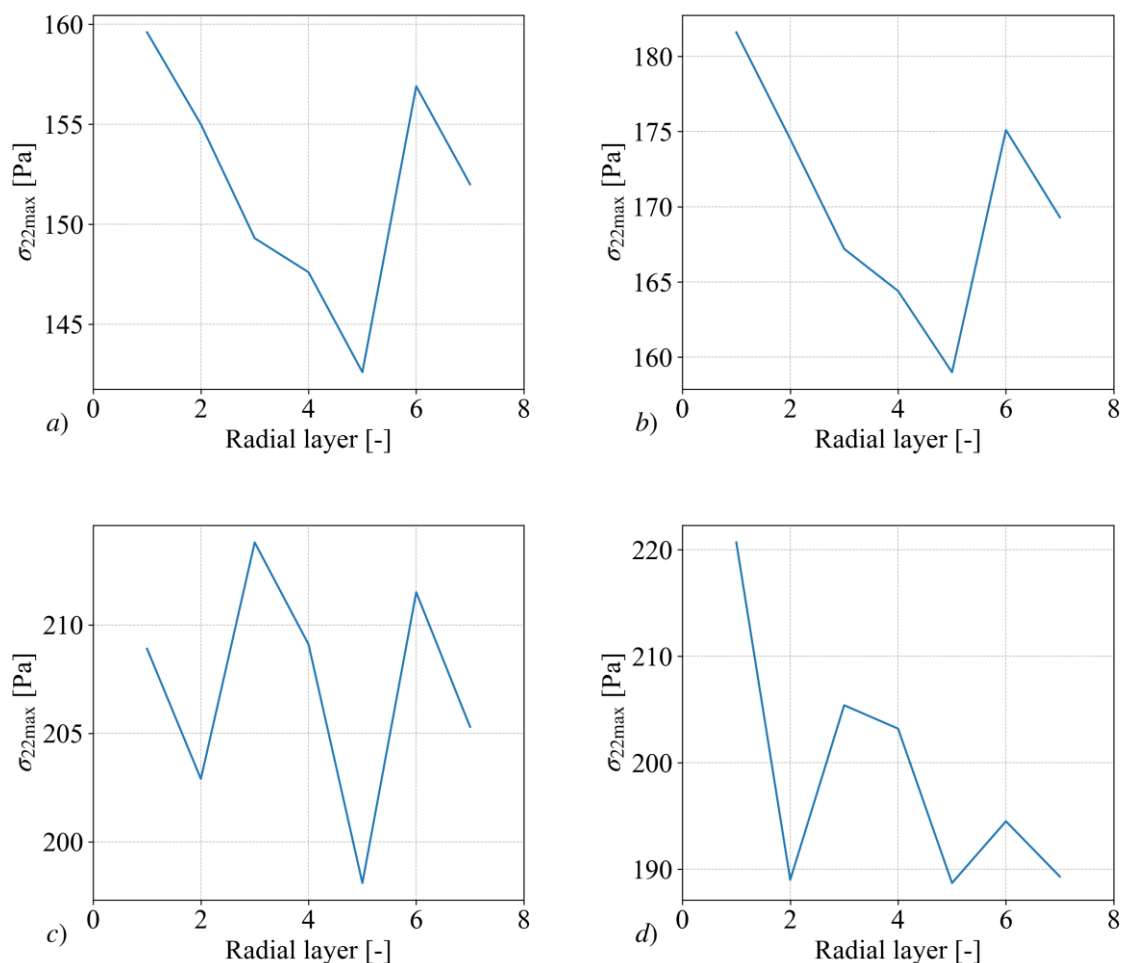 160
155
150
145
σ22max [Pa]
0 2 4 6 8
Radial layer [-]
a)
180
175
170
165
160
σ22max [Pa]
0 2 4 6 8
Radial layer [-]
b)
210
205
200
σ22max [Pa]
0 2 4 6 8
Radial layer [-]
c)
220
210
200
190
σ22max [Pa]
0 2 4 6 8
Radial layer [-]
d)